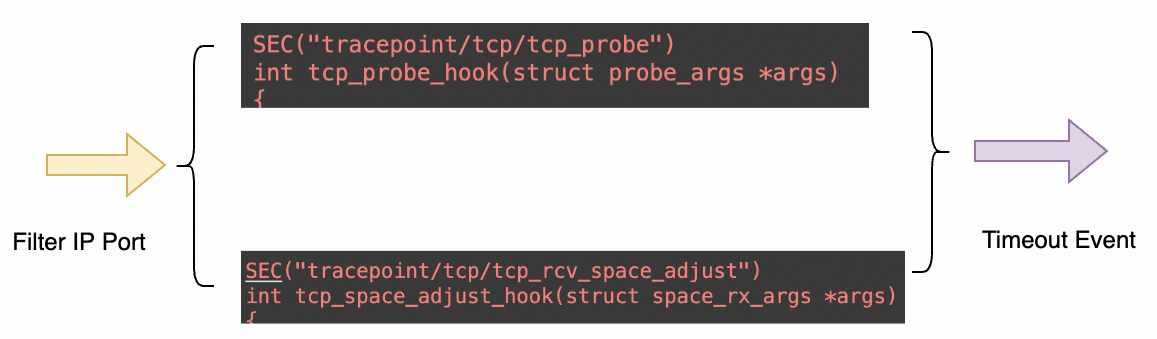 SEC("tracepoint/tcp/tcp_probe")
int tcp_probe_hook(struct probe_args *args)
{
Filter IP Port
Timeout Event
SEC("tracepoint/tcp/tcp_rcv_space_adjust")
int tcp_space_adjust_hook(struct space_rx_args *args)
{